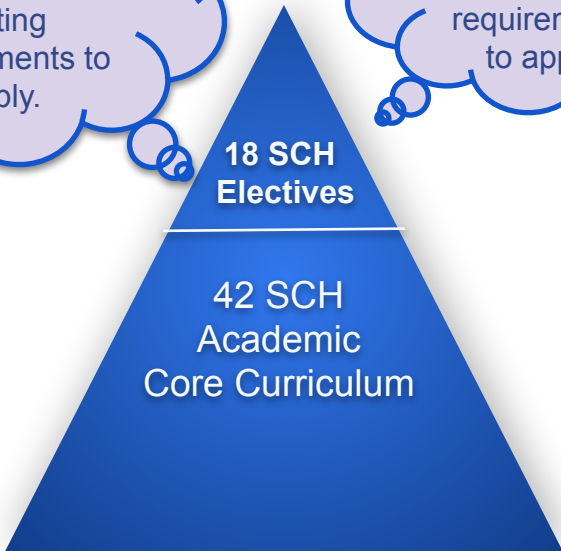 ting
ments to
ply.
requiren
to app
18 SCH
Electives
42 SCH
Academic
Core Curriculum